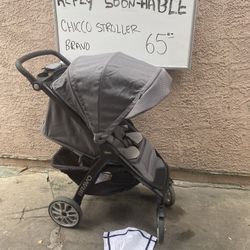 REPLY SOON-HABLE
CHICCO STROLLER
BRAND 65